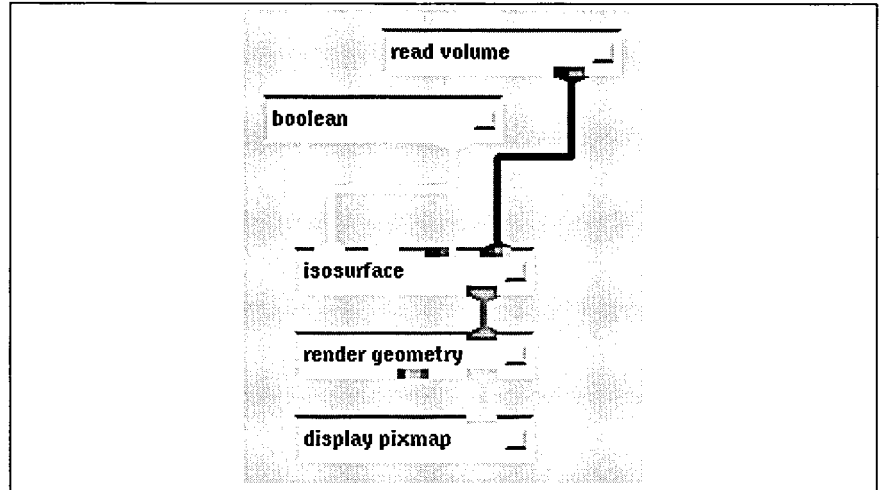 read volume
boolean
isosurface
render geometry
display pixmap